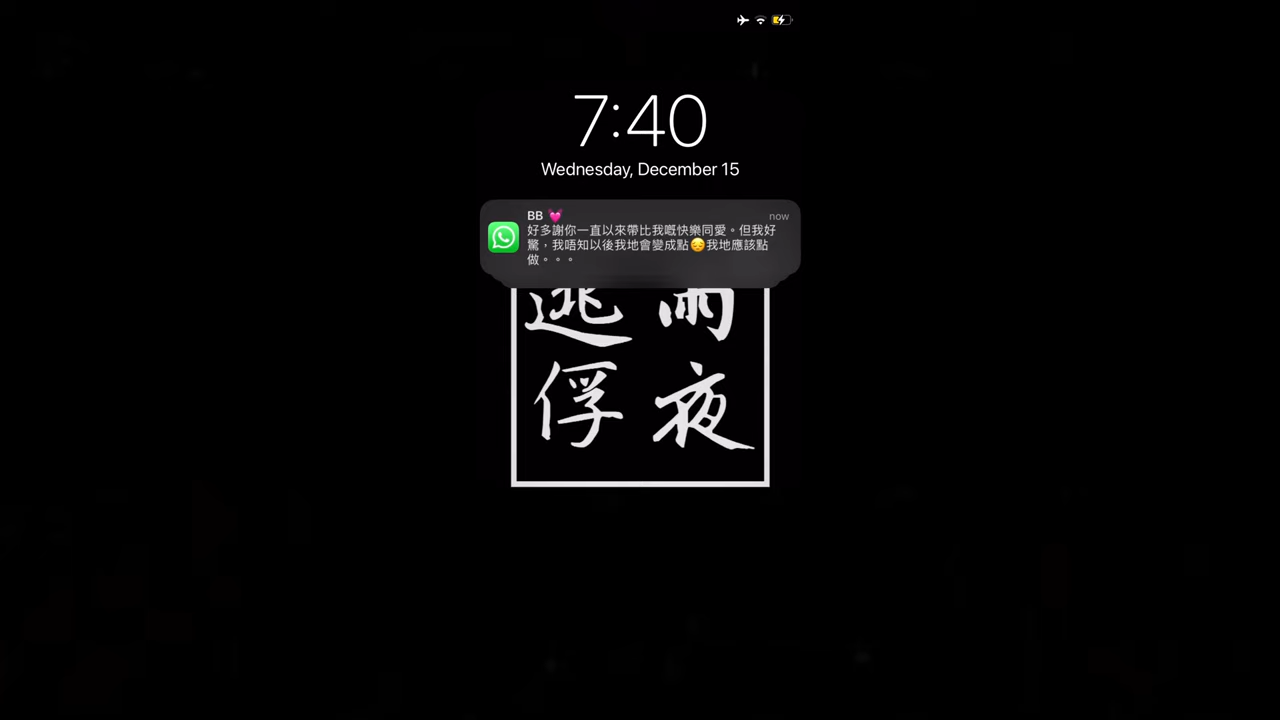 7:40
Wednesday, December 15
BB 💓
now
好多謝你一直以來帶比我嘅快樂同愛。但我好
驚，我唔知以後我地會變成點😔我地應該點
做。。。
雨夜
逃俘